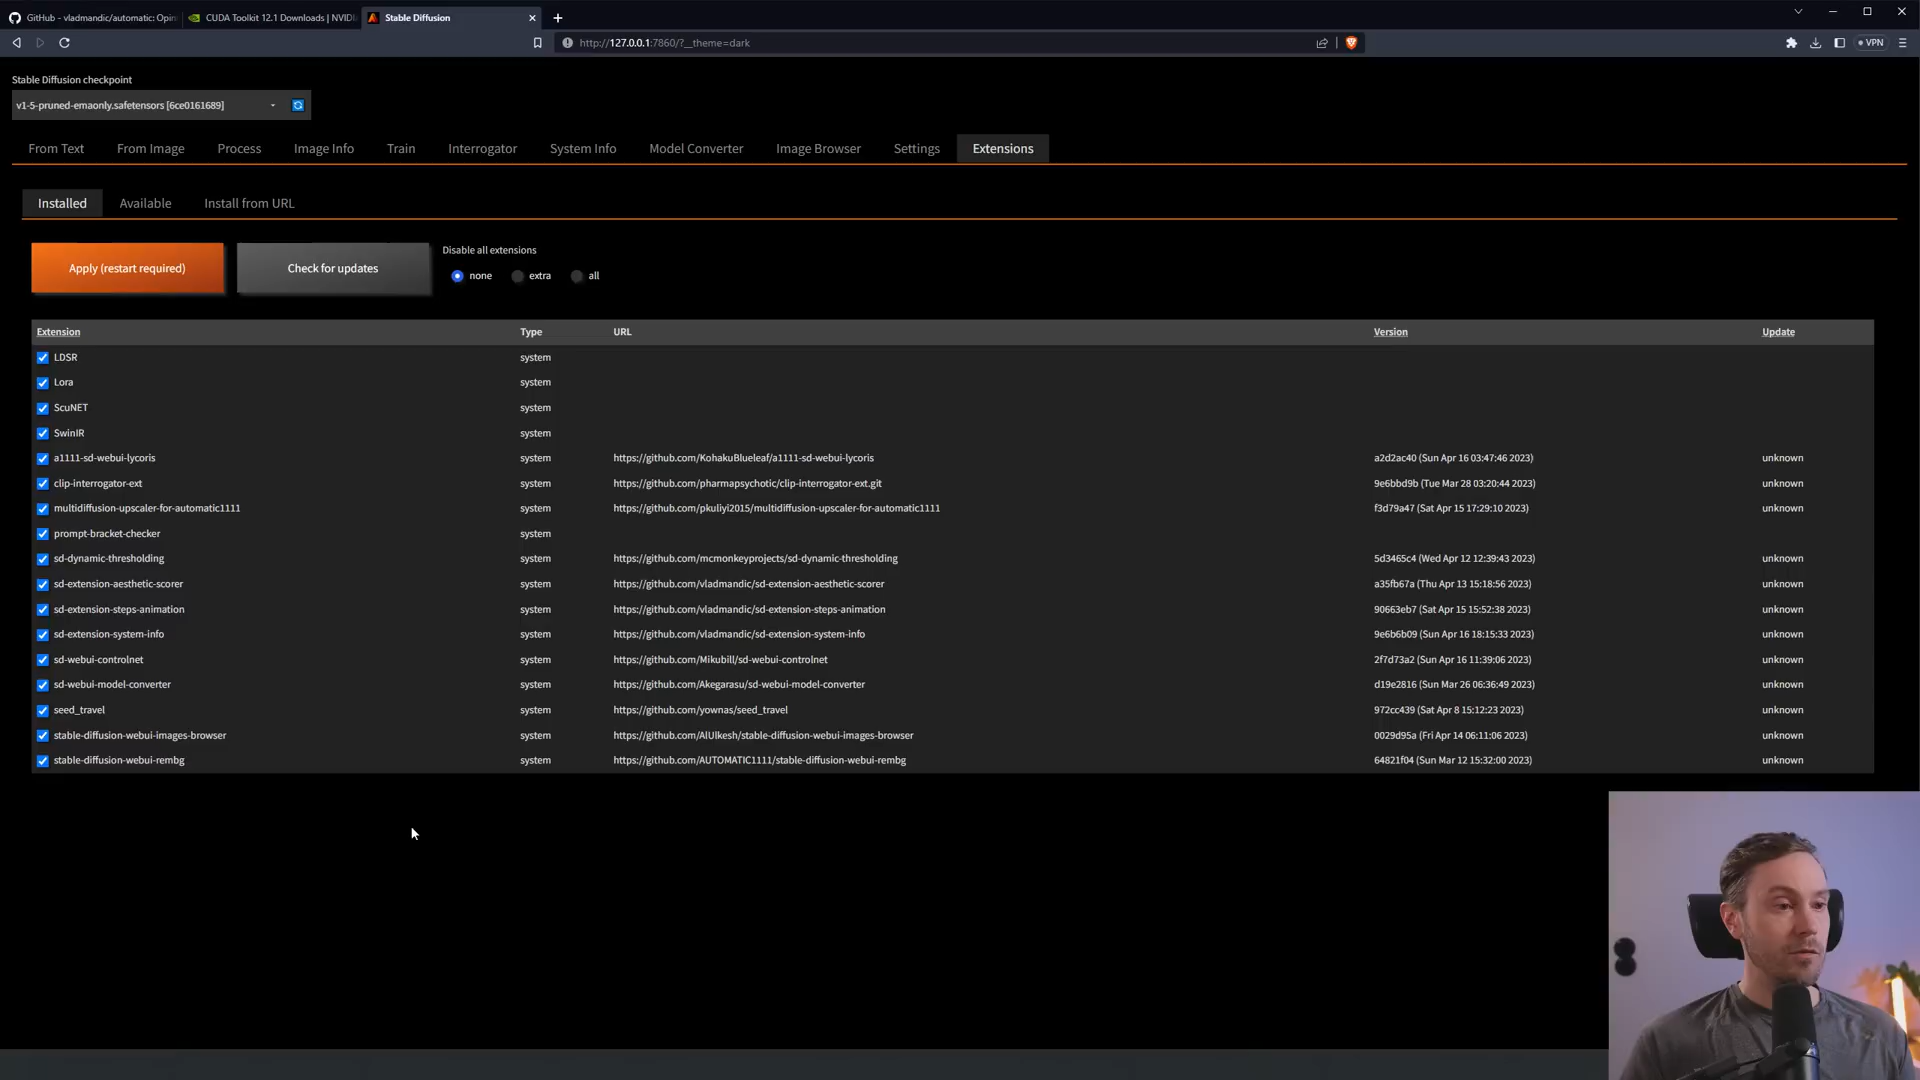 GitHub - vladmandic/automatic: Opin
CUDA Toolkit 12.1 Downloads | NVIDI
Stable Diffusion
http://127.0.0.1:7860/?__theme=dark
VPN
Stable Diffusion checkpoint
v1-5-pruned-emaonly.safetensors [6ce0161689]
From Text From Image Process Image Info Train Interrogator System Info Model Converter Image Browser Settings Extensions
Installed Available Install from URL
Apply (restart required) Check for updates
Disable all extensions
none extra all
Extension Type URL Version Update
LDSR system
Lora system
ScuNET system
SwinIR system
a1111-sd-webui-lycoris system https://github.com/KohakuBlueleaf/a1111-sd-webui-lycoris a2d2ac40 (Sun Apr 16 03:47:46 2023) unknown
clip-interrogator-ext system https://github.com/pharmapsychotic/clip-interrogator-ext.git 9e6bbd9b (Tue Mar 28 03:20:44 2023) unknown
multidiffusion-upscaler-for-automatic1111 system https://github.com/pkuliyi2015/multidiffusion-upscaler-for-automatic1111 f3d79a47 (Sat Apr 15 17:29:10 2023) unknown
prompt-bracket-checker system
sd-dynamic-thresholding system https://github.com/mcmonkeyprojects/sd-dynamic-thresholding 5d3465c4 (Wed Apr 12 12:39:43 2023) unknown
sd-extension-aesthetic-scorer system https://github.com/vladmandic/sd-extension-aesthetic-scorer a35fb67a (Thu Apr 13 15:18:56 2023) unknown
sd-extension-steps-animation system https://github.com/vladmandic/sd-extension-steps-animation 90663eb7 (Sat Apr 15 15:52:38 2023) unknown
sd-extension-system-info system https://github.com/vladmandic/sd-extension-system-info 9e6b6b09 (Sun Apr 16 18:15:33 2023) unknown
sd-webui-controlnet system https://github.com/Mikubill/sd-webui-controlnet 2f7d73a2 (Sun Apr 16 11:39:06 2023) unknown
sd-webui-model-converter system https://github.com/Akegarasu/sd-webui-model-converter d19e2816 (Sun Mar 26 06:36:49 2023) unknown
seed_travel system https://github.com/yownas/seed_travel 972cc439 (Sat Apr 8 15:12:23 2023) unknown
stable-diffusion-webui-images-browser system https://github.com/AlUlkesh/stable-diffusion-webui-images-browser 0029d95a (Fri Apr 14 06:11:06 2023) unknown
stable-diffusion-webui-rembg system https://github.com/AUTOMATIC1111/stable-diffusion-webui-rembg 64821f04 (Sun Mar 12 15:32:00 2023) unknown